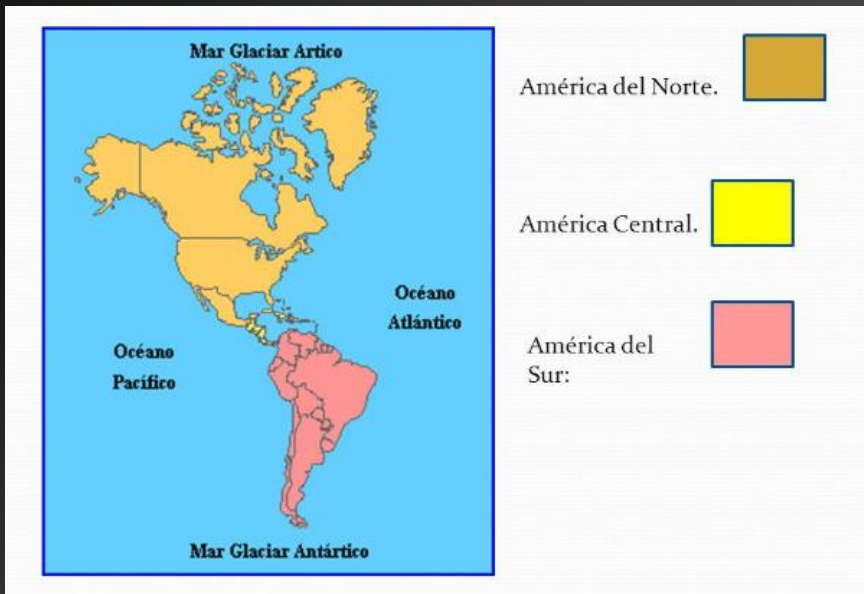 Mar Glaciar Artico
Océano
Atlántico
Océano
Pacífico
Mar Glaciar Antártico
América del Norte.
América Central.
América del
Sur: